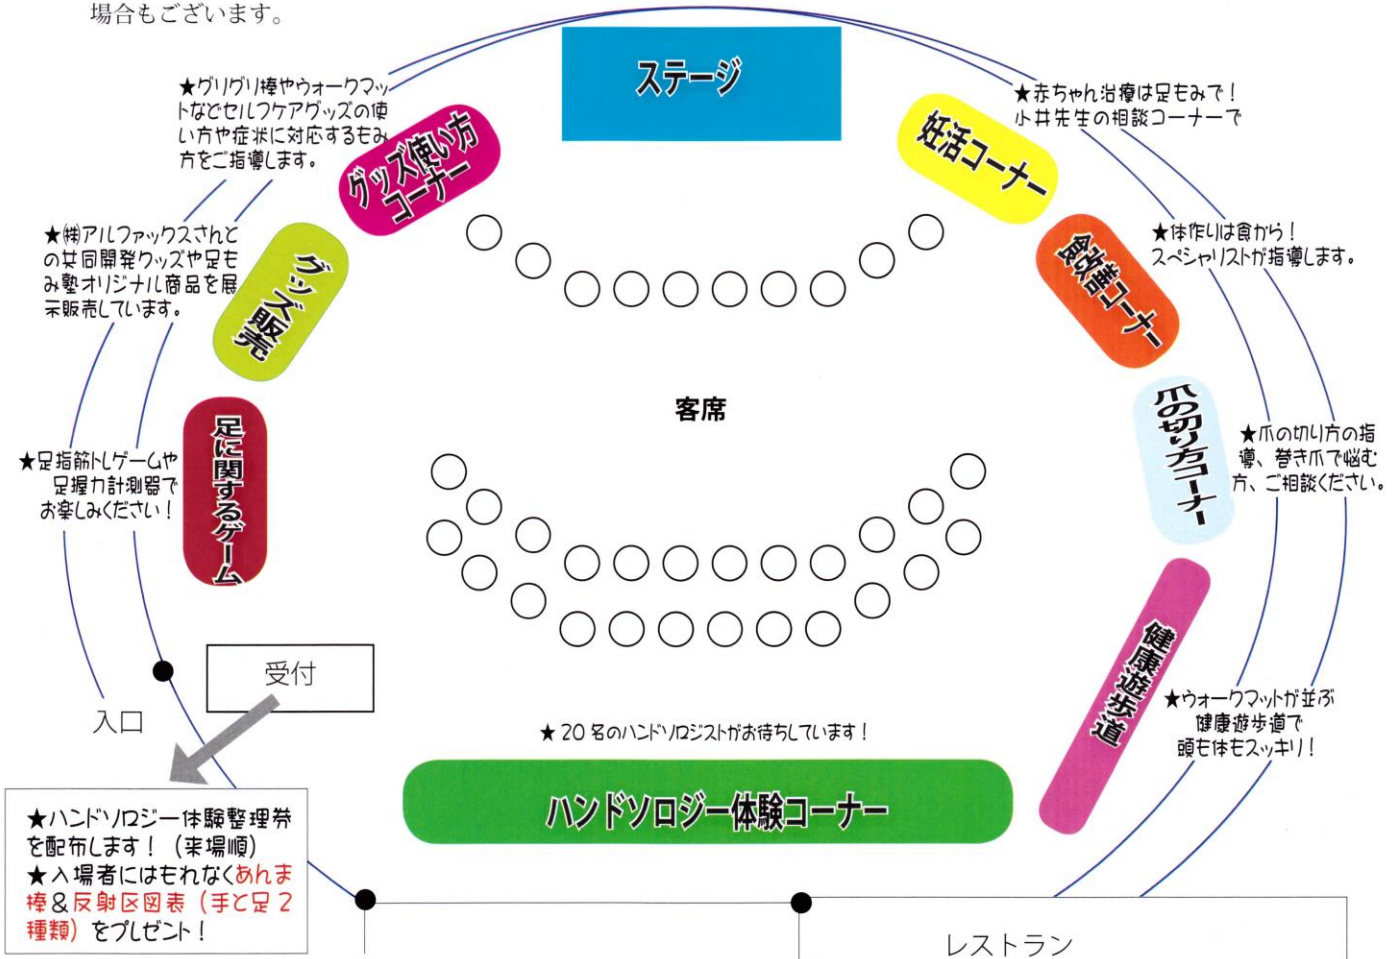 場合もございます。
ステージ
★グリグリ棒やウォークマッ
トなどセルフケアグッズの使
い方や症状に対応するもみ
方をご指導します。
グッズ使い方
コーナー
★赤ちゃん治療は足もみで！
小井先生の相談コーナーで
妊活コーナー
★㈱アルファックスさんと
の共同開発グッズや足も
み塾オリジナル商品を展
示販売しています。
グッズ販売
★体作りは食から！
スペシャリストが指導します。
食改善コーナー
客席
★足指筋トレゲームや
足握力計測器で
お楽しみください！
足に関するゲーム
爪の切り方コーナー
★爪の切り方の指
導、巻き爪で悩む
方、ご相談ください。
健康遊歩道
★ウォークマットが並ぶ
健康遊歩道で
頭も体もスッキリ！
受付
入口
★20名のハンドソロジストがお待ちしています！
ハンドソロジー体験コーナー
★ハンドソロジー体験整理券
を配布します！（来場順）
★入場者にはもれなくあんま
棒＆反射区図表（手と足２
種類）をプレゼント！
レストラン